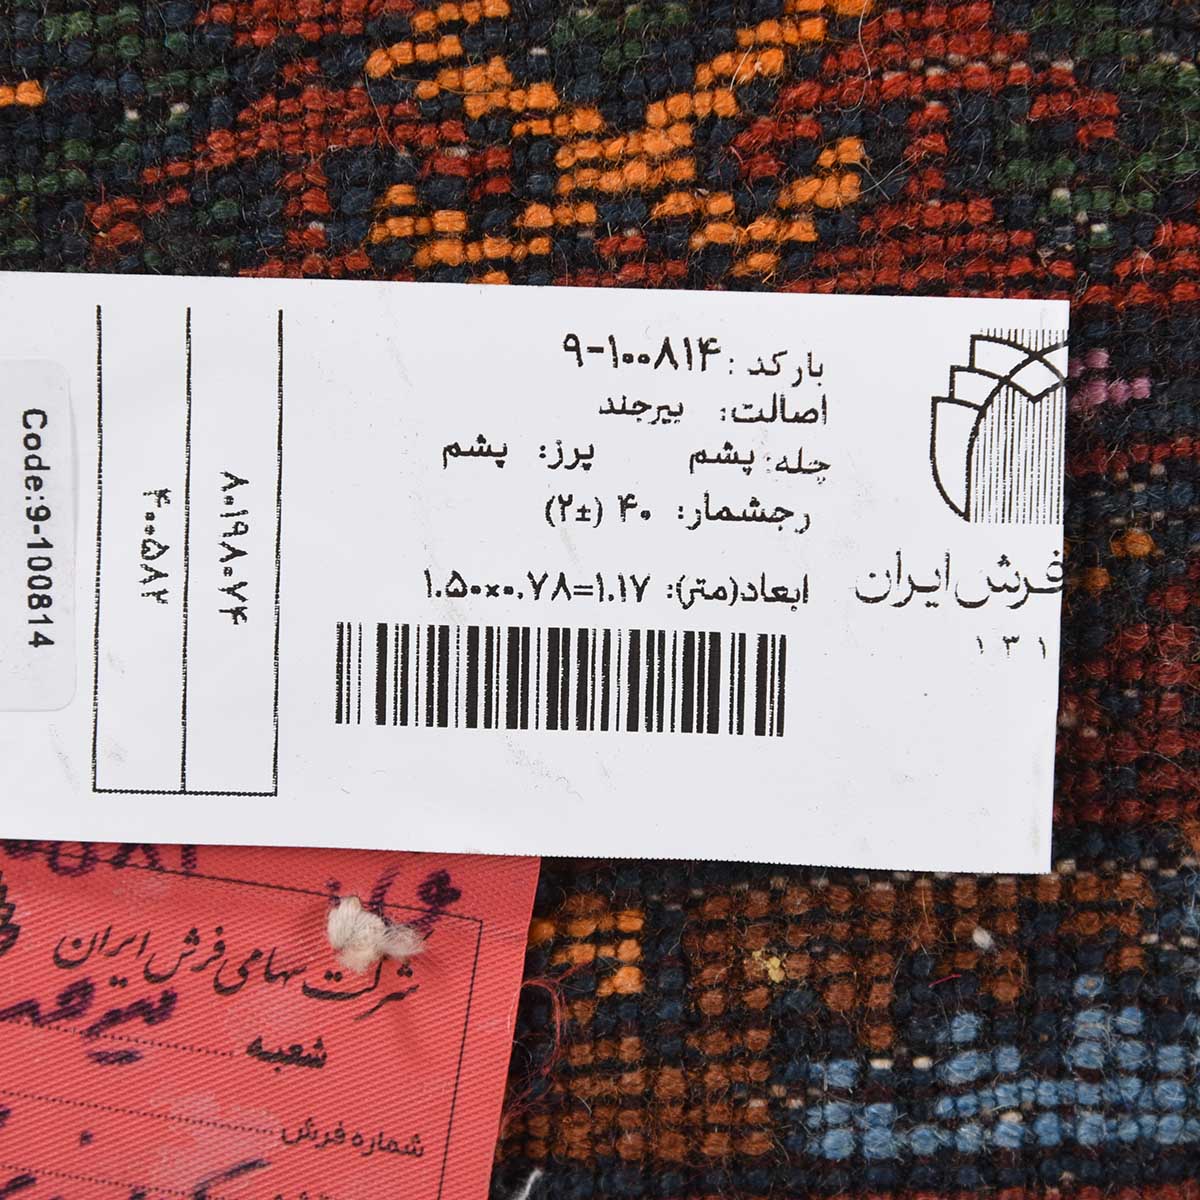 بارکد: ۹-۱۰۰۸۱۴
اصالت: بیرجند
چله: پشم پرز: پشم
رجشمار: ۴۰ (±۲)
ابعاد(متر): ۱.۵۰×۰.۷۸=۱.۱۷
فرش ایران
۱۳۱
۸۰۱۹۸۰۷۴
۴۰۰۵۸۲
Code:9-100814
شرکت سهامی فرش ایران
شعبه
شماره فرش